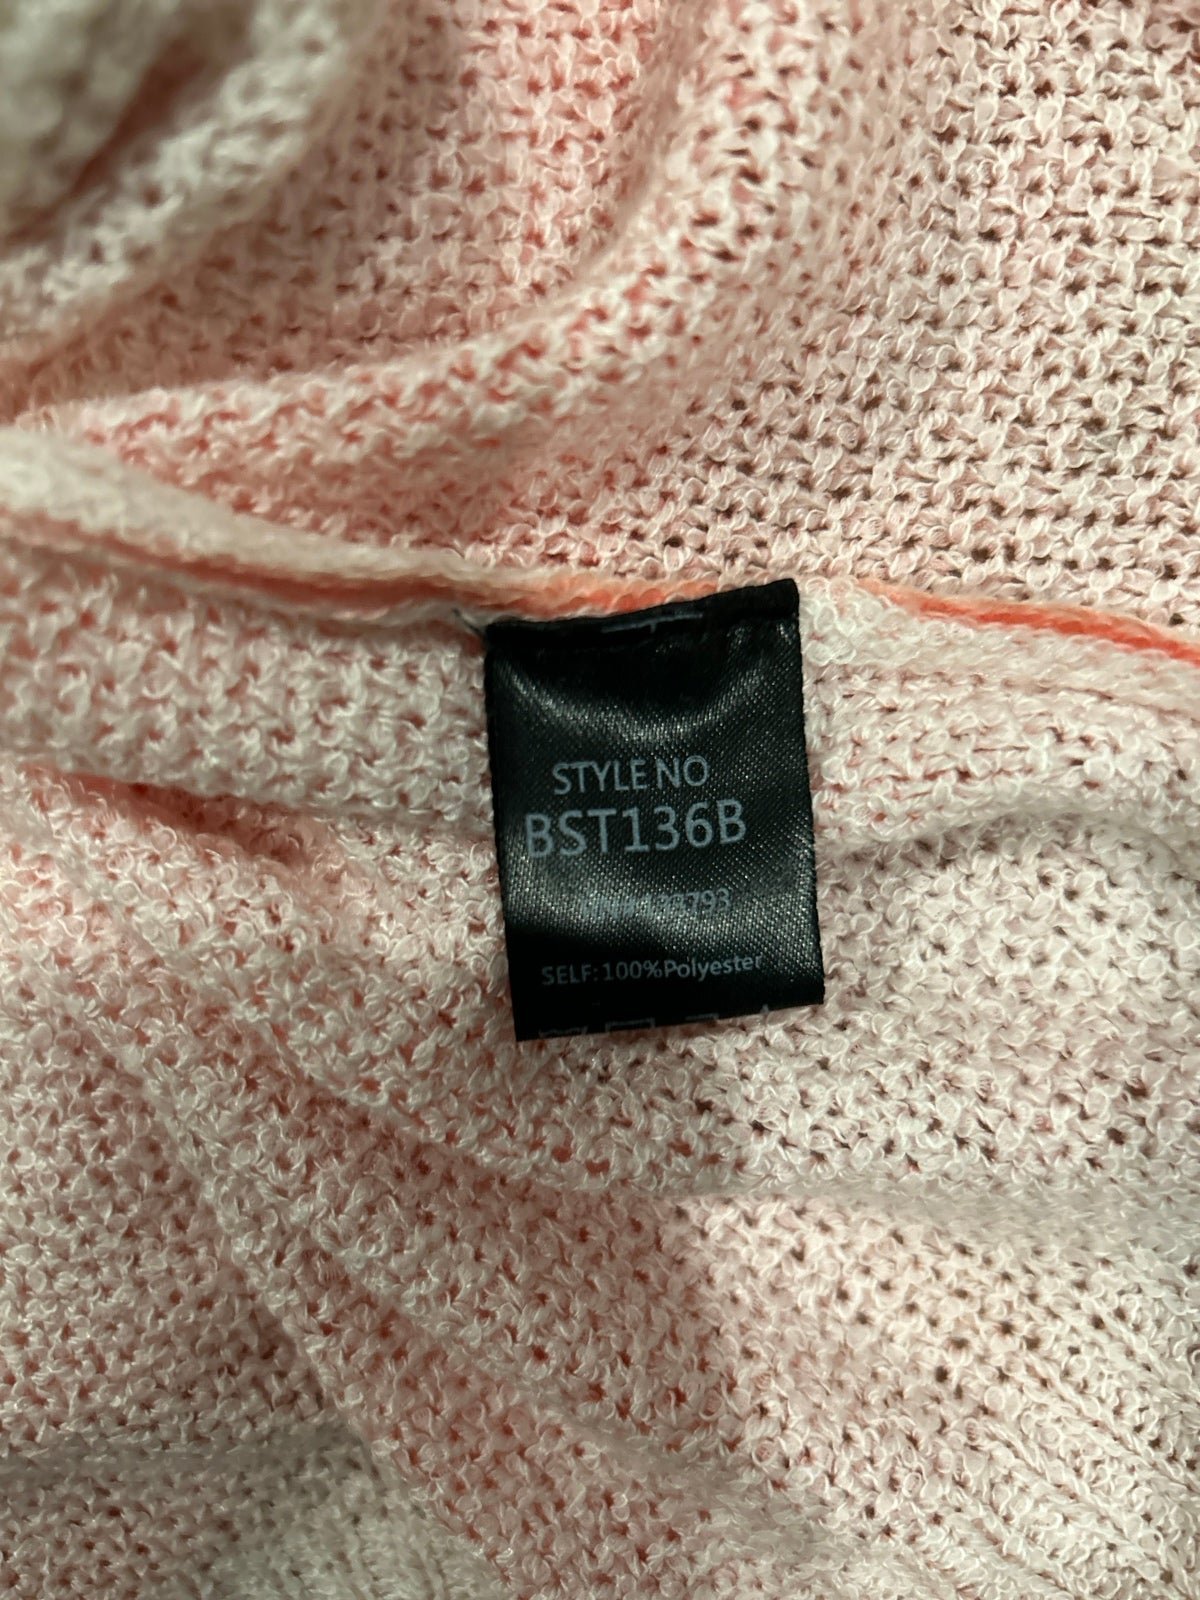 STYLE NO
BST136B
SELF: 100%Polyester